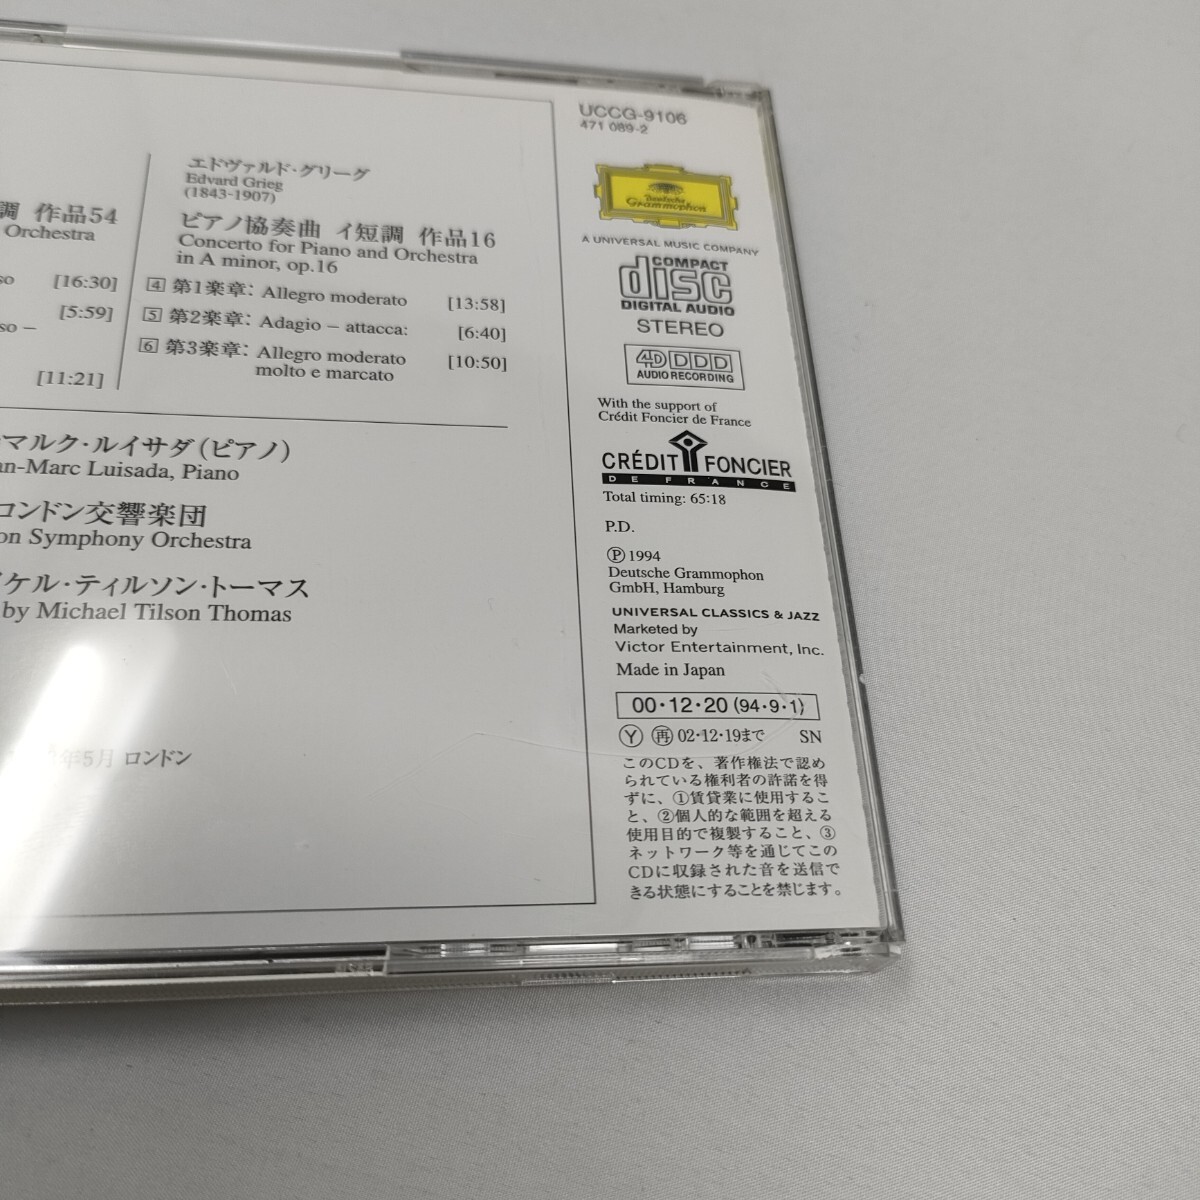 調 作品54
Orchestra
so [16:30]
[5:59]
so –
[11:21]
エドヴァルド・グリーグ
Edvard Grieg
(1843-1907)
ピアノ協奏曲 イ短調 作品16
Concerto for Piano and Orchestra
in A minor, op.16
4 第1楽章: Allegro moderato [13:58]
5 第2楽章: Adagio – attacca: [6:40]
6 第3楽章: Allegro moderato [10:50]
molto e marcato
マルク・ルイサダ(ピアノ)
an-Marc Luisada, Piano
ロンドン交響楽団
on Symphony Orchestra
ケル・ティルソン・トーマス
by Michael Tilson Thomas
年5月 ロンドン
UCCG-9106
471 089-2
Deutsche
Grammophon
A UNIVERSAL MUSIC COMPANY
COMPACT
disc
DIGITAL AUDIO
STEREO
4D DDD
AUDIO RECORDING
With the support of
Crédit Foncier de France
CRÉDIT FONCIER
DE FRANCE
Total timing: 65:18
P.D.
Ⓟ 1994
Deutsche Grammophon
GmbH, Hamburg
UNIVERSAL CLASSICS & JAZZ
Marketed by
Victor Entertainment, Inc.
Made in Japan
00・12・20 (94・9・1)
Ⓨ ㊢ 02・12・19まで SN
このCDを、著作権法で認め
られている権利者の許諾を得
ずに、①賃貸業に使用するこ
と、②個人的な範囲を超える
使用目的で複製すること、③
ネットワーク等を通じてこの
CDに収録された音を送信で
きる状態にすることを禁じます。